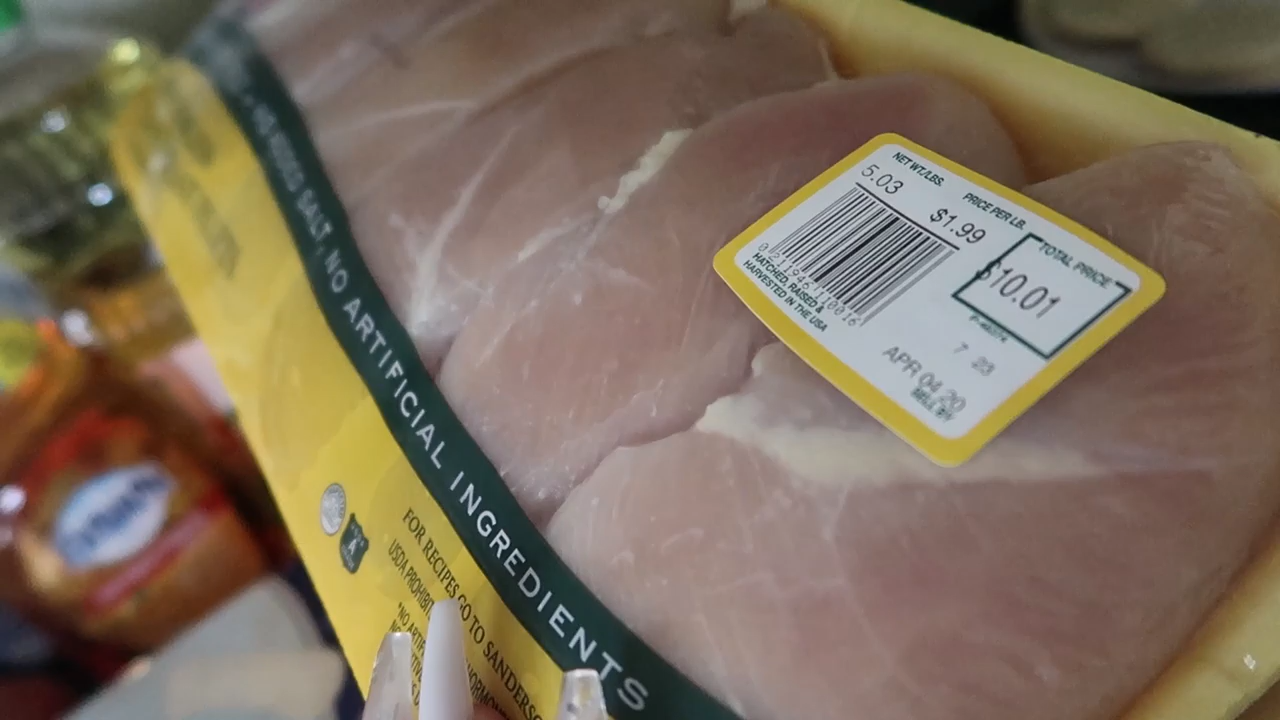 NO ADDED SALT, NO ARTIFICIAL INGREDIENTS
NET WT./LBS.
5.03
PRICE PER LB.
$1.99
TOTAL PRICE
$10.01
HATCHED, RAISED &
HARVESTED IN THE USA
7 23
APR 04 20
SELL BY
FOR RECIPES GO TO
USDA